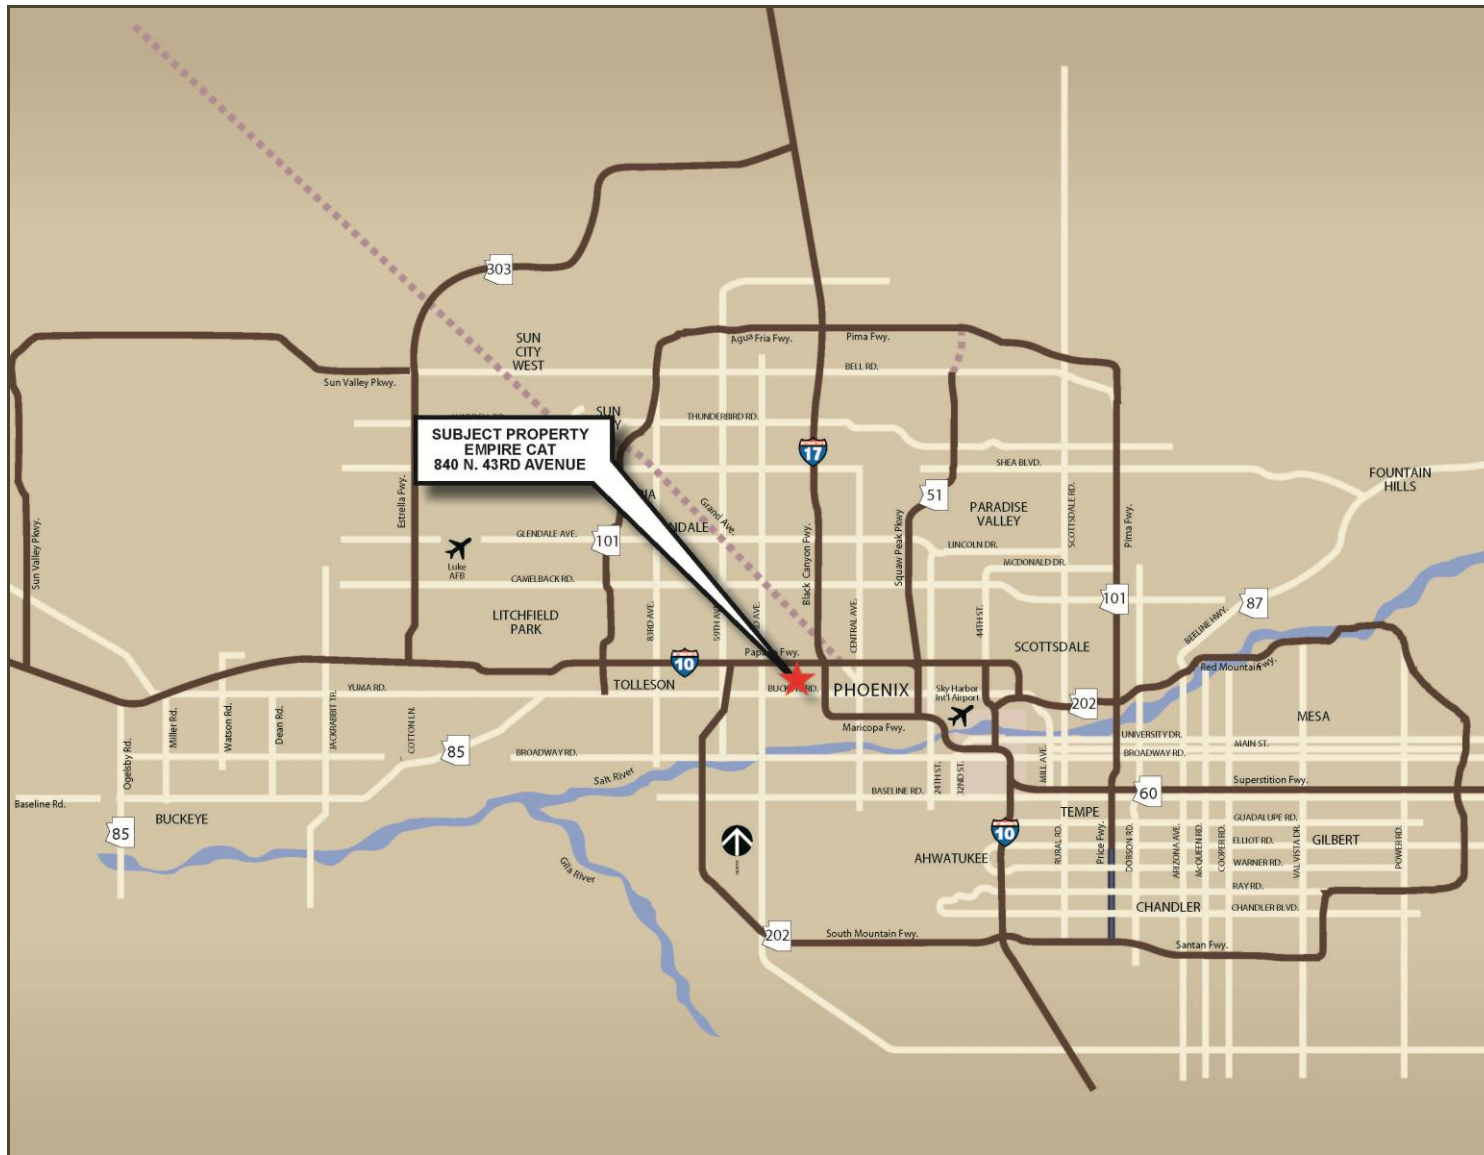 303
SUN
CITY
WEST
Agua Fria Fwy.
Pima Fwy.
BELL RD.
Sun Valley Pkwy.
SUN
THUNDERBIRD RD.
SUBJECT PROPERTY
EMPIRE CAT
840 N. 43RD AVENUE
17
SHEA BLVD.
FOUNTAIN
HILLS
51
PARADISE
VALLEY
SCOTTSDALE RD.
Estrella Fwy.
Grand Ave.
Black Canyon Fwy.
Squaw Peak Pkwy
Pima Fwy.
Sun Valley Pkwy.
GLENDALE AVE.
101
NDALE
LINCOLN DR.
MCDONALD DR.
Luke
AFB
CAMELBACK RD.
101
87
BEELINE HWY.
LITCHFIELD
PARK
83RD AVE.
59TH AVE.
CENTRAL AVE.
44TH ST.
SCOTTSDALE
10
Fwy.
Red Mountain Fwy.
TOLLESON
YUMA RD.
PHOENIX
Sky Harbor
Int'l Airport
202
MESA
Ogelsby Rd.
Miller Rd.
Watson Rd.
Dean Rd.
JACKRABBIT TR.
COTTON LN.
85
BROADWAY RD.
Maricopa Fwy.
UNIVERSITY DR.
MAIN ST.
BROADWAY RD.
Salt River
24TH ST.
32ND ST.
MILL AVE.
Superstition Fwy.
Baseline Rd.
BASELINE RD.
60
85
BUCKEYE
TEMPE
GUADALUPE RD.
10
AHWATUKEE
RURAL RD.
Price Fwy.
DOBSON RD.
ARIZONA AVE.
McQUEEN RD.
COOPER RD.
ELLIOT RD.
VAL VISTA DR.
GILBERT
POWER RD.
WARNER RD.
Gila River
NORTH
RAY RD.
CHANDLER
CHANDLER BLVD.
202
South Mountain Fwy.
Santan Fwy.